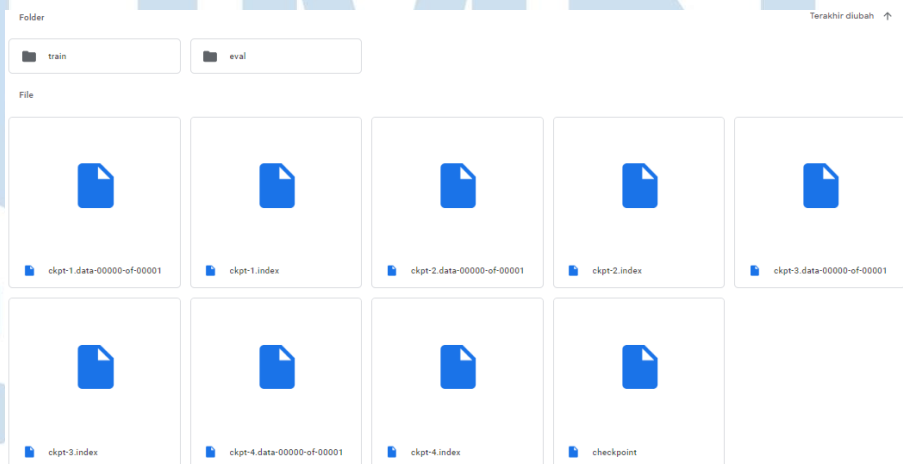 Folder
Terakhir diubah
train
eval
File
ckpt-1.data-00000-of-00001
ckpt-1.index
ckpt-2.data-00000-of-00001
ckpt-2.index
ckpt-3.data-00000-of-00001
ckpt-3.index
ckpt-4.data-00000-of-00001
ckpt-4.index
checkpoint